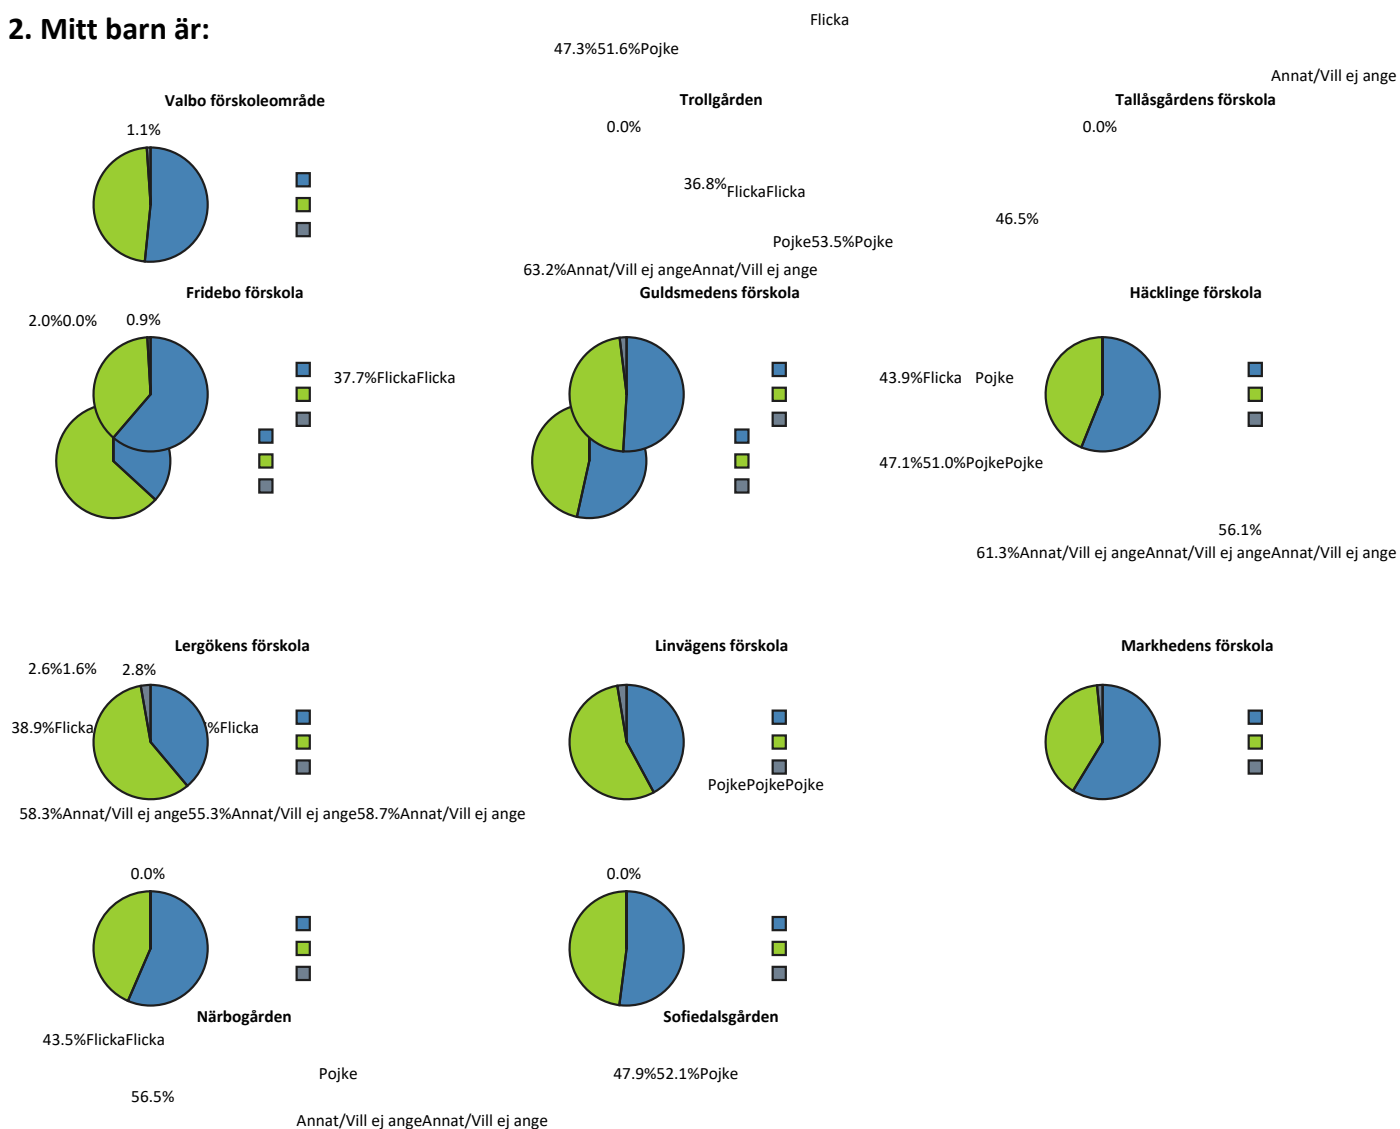 Flicka
2. Mitt barn är:
47.3%51.6%Pojke
Annat/Vill ej ange
Valbo förskoleområde
Trollgården
Tallåsgårdens förskola
1.1%
0.0%
0.0%
36.8%FlickaFlicka
46.5%
Pojke53.5%Pojke
63.2%Annat/Vill ej angeAnnat/Vill ej ange
Fridebo förskola
Guldsmedens förskola
Häcklinge förskola
2.0%0.0%
0.9%
37.7%FlickaFlicka
43.9%Flicka
Pojke
47.1%51.0%PojkePojke
56.1%
61.3%Annat/Vill ej angeAnnat/Vill ej angeAnnat/Vill ej ange
Lergökens förskola
Linvägens förskola
Markhedens förskola
2.6%1.6%
2.8%
38.9%Flicka
%Flicka
PojkePojkePojke
58.3%Annat/Vill ej ange55.3%Annat/Vill ej ange58.7%Annat/Vill ej ange
0.0%
0.0%
Närbogården
Sofiedalsgården
43.5%FlickaFlicka
Pojke
47.9%52.1%Pojke
56.5%
Annat/Vill ej angeAnnat/Vill ej ange